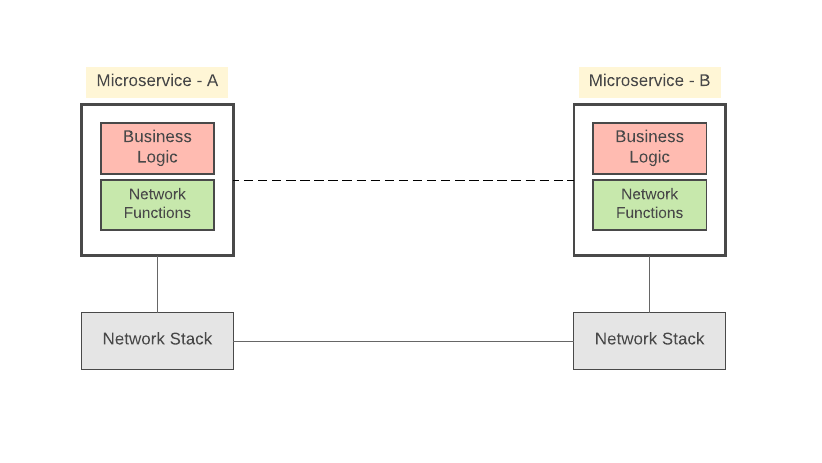 Microservice - A
Business
Logic
Network
Functions
Network Stack
Microservice - B
Business
Logic
Network
Functions
Network Stack